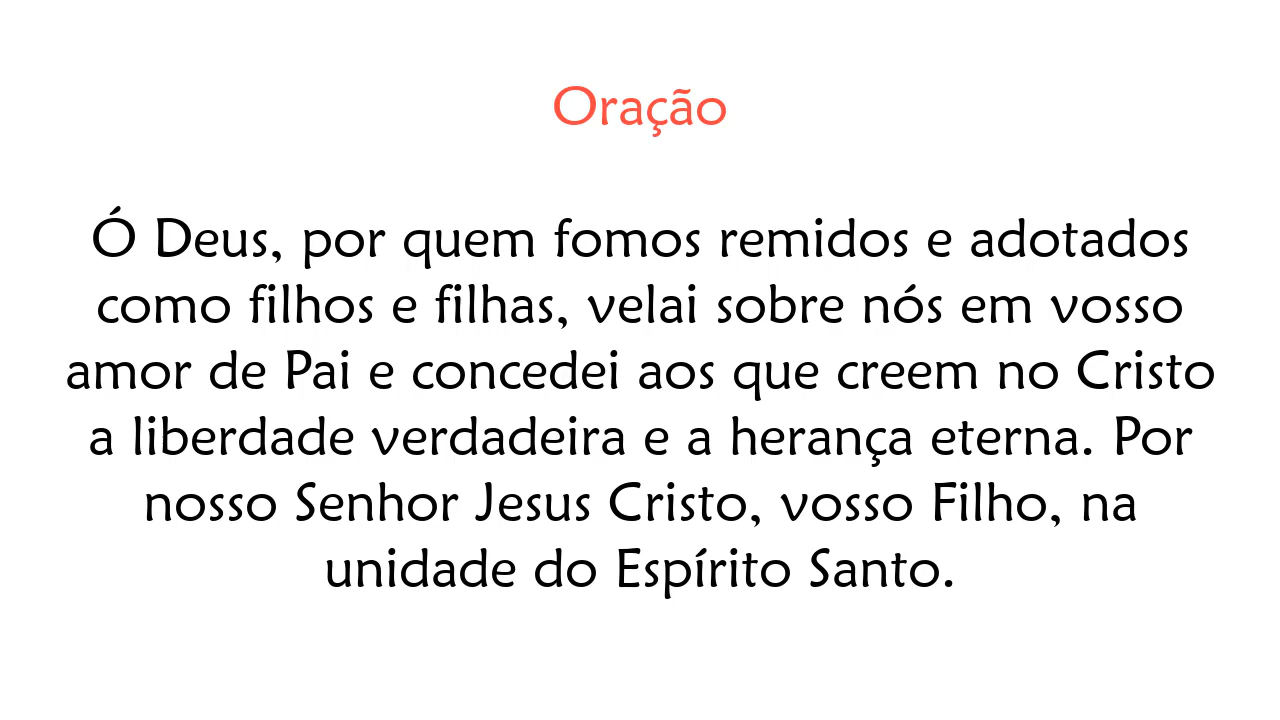 Oração
Ó Deus, por quem fomos remidos e adotados
como filhos e filhas, velai sobre nós em vosso
amor de Pai e concedei aos que creem no Cristo
a liberdade verdadeira e a herança eterna. Por
nosso Senhor Jesus Cristo, vosso Filho, na
unidade do Espírito Santo.